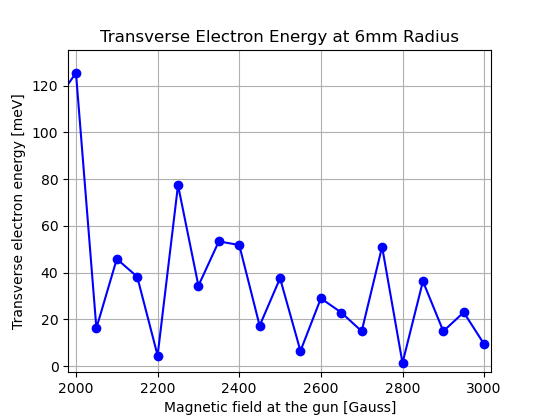 Transverse Electron Energy at 6mm Radius
Transverse electron energy [meV]
120
100
80
60
40
20
0
2000 2200 2400 2600 2800 3000
Magnetic field at the gun [Gauss]